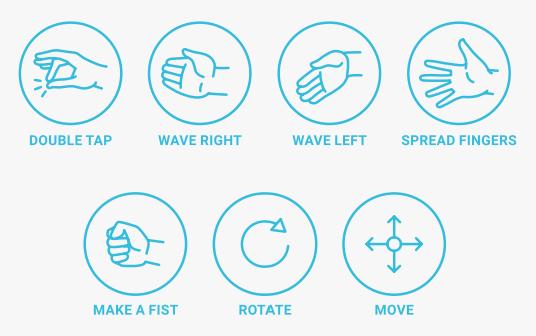 DOUBLE TAP
WAVE RIGHT
WAVE LEFT
SPREAD FINGERS
MAKE A FIST
ROTATE
MOVE